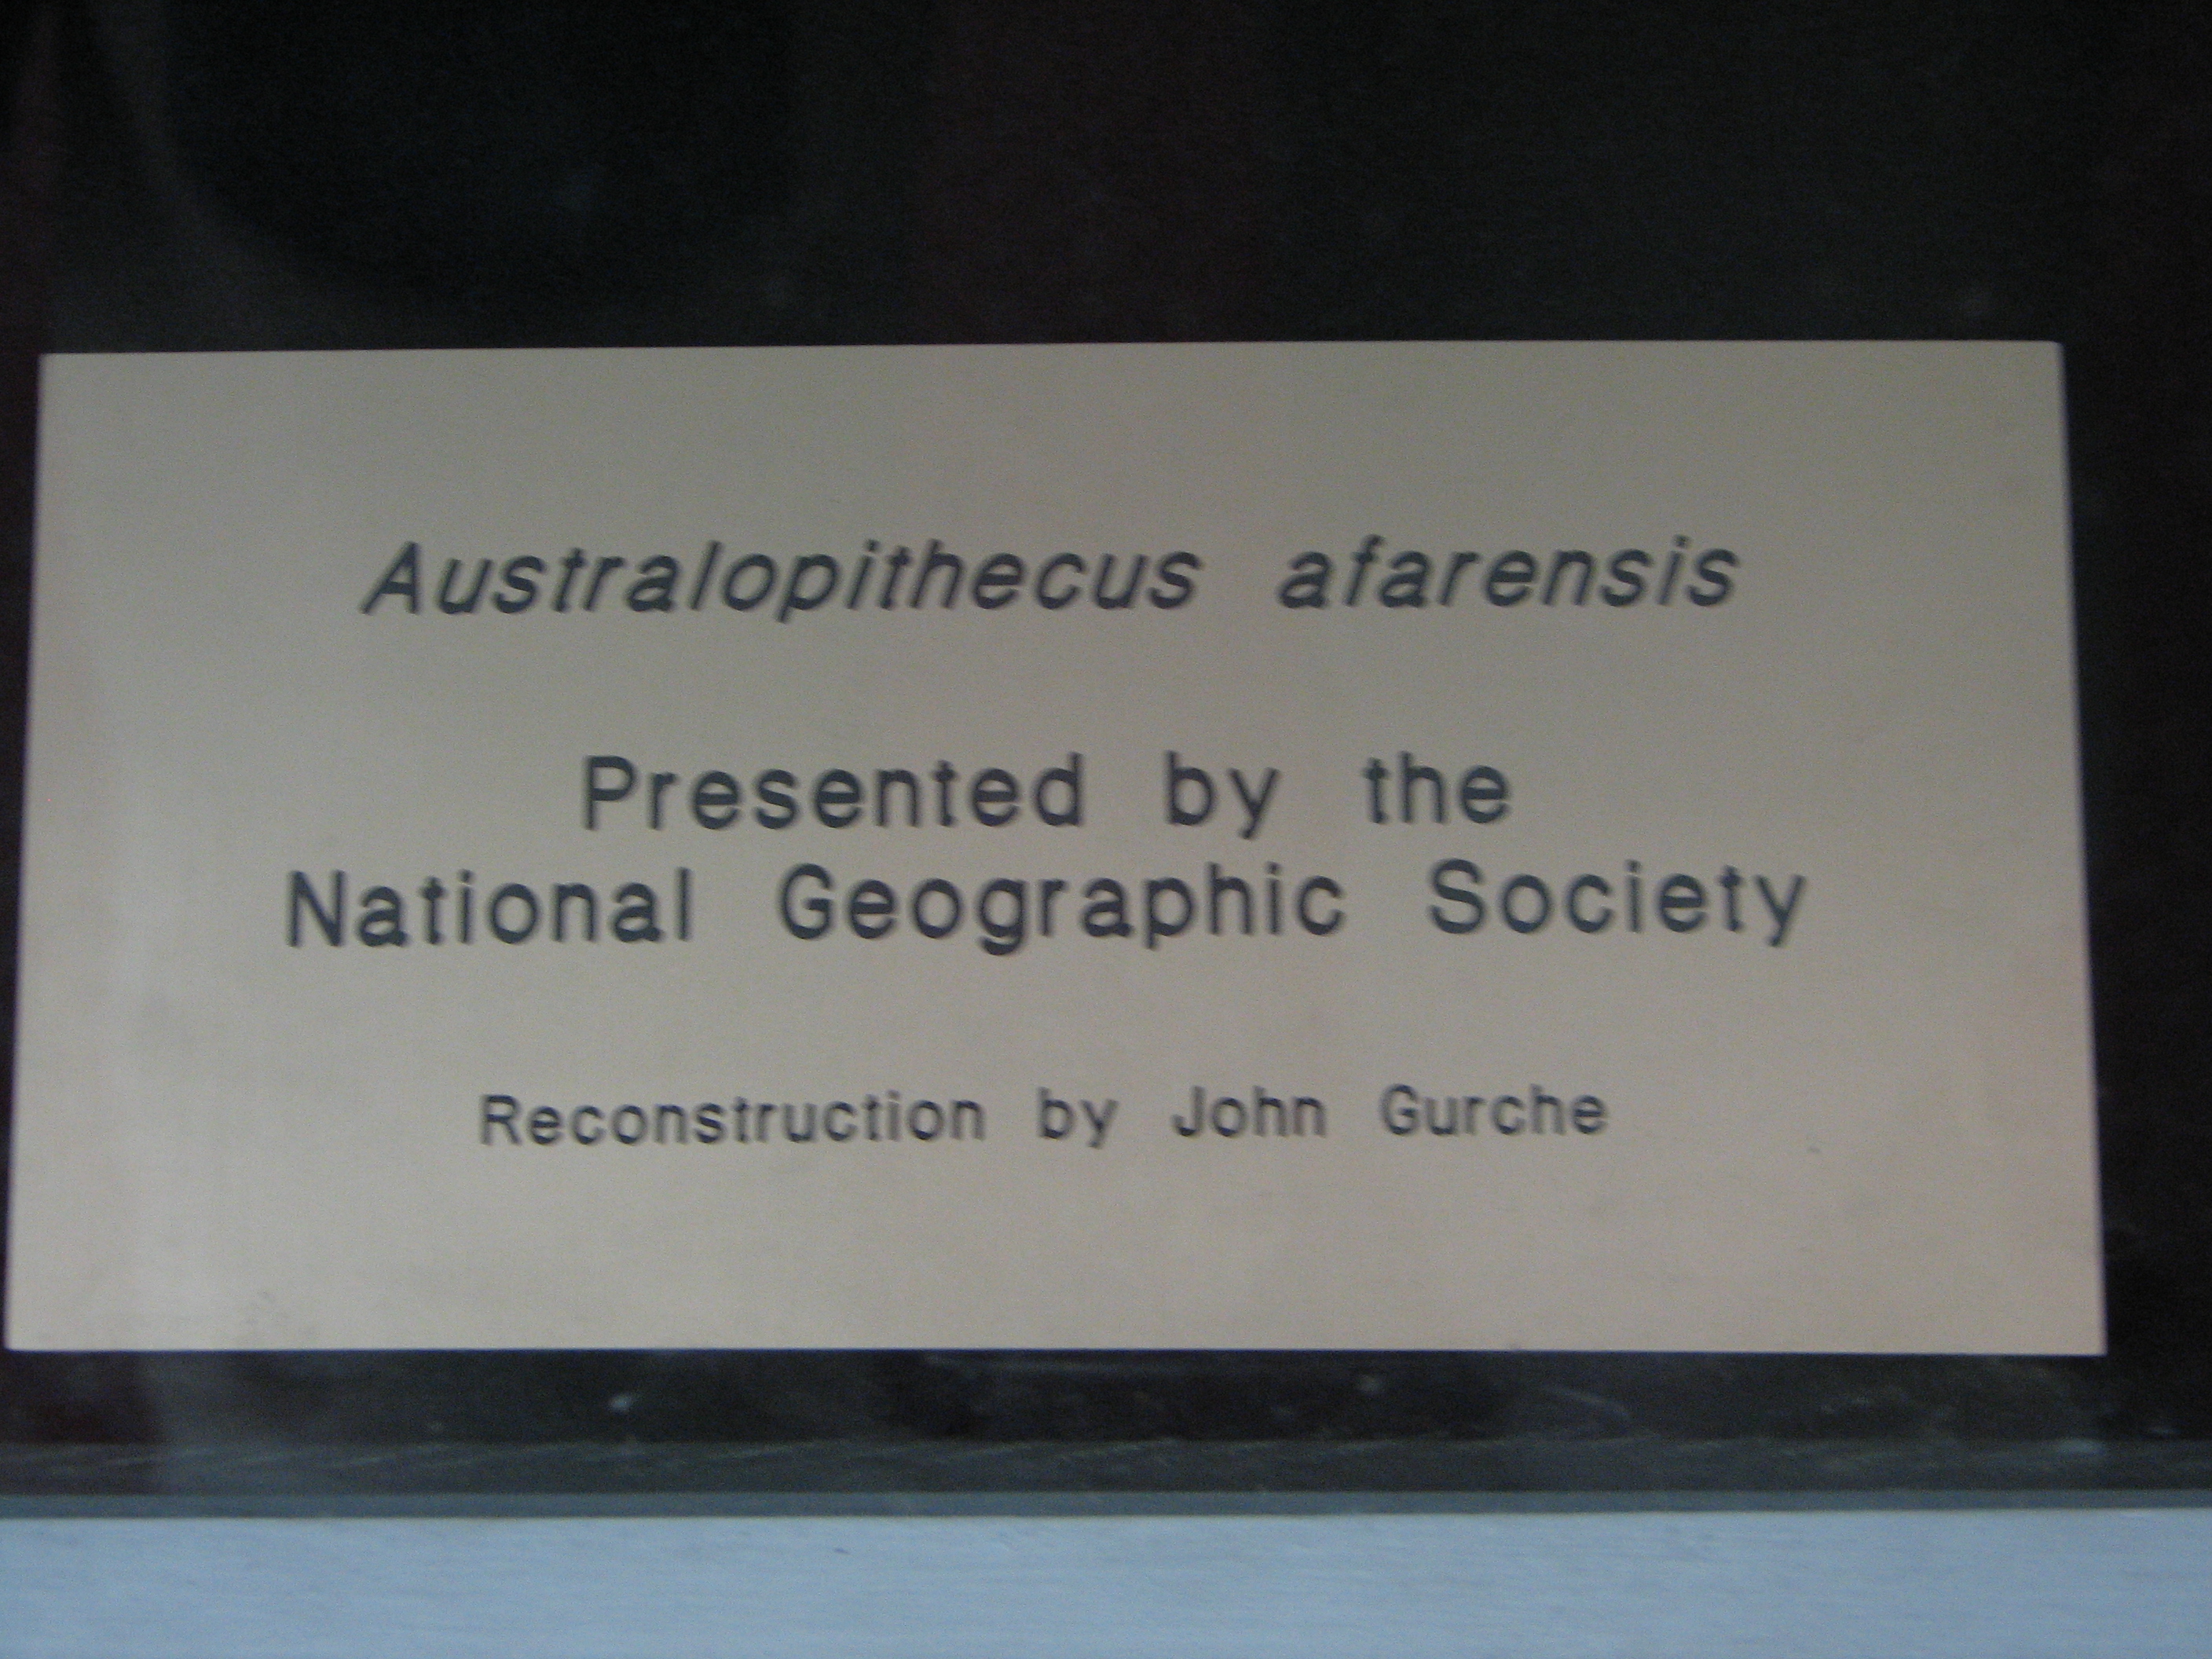 Australopithecus afarensis
Presented by the
National Geographic Society
Reconstruction by John Gurche